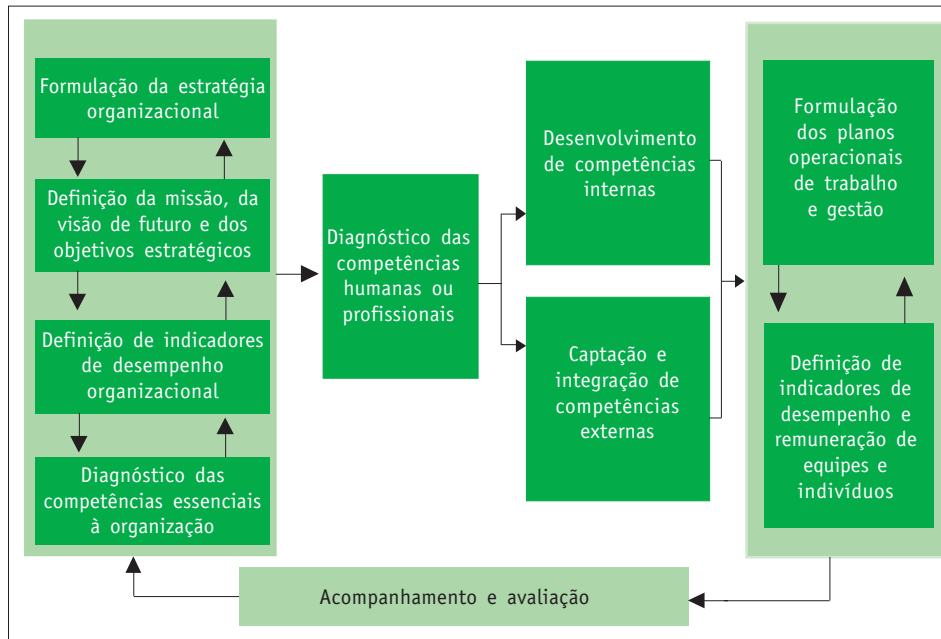 Formulação da estratégia
organizacional
Definição da missão, da
visão de futuro e dos
objetivos estratégicos
Definição de indicadores
de desempenho
organizacional
Diagnóstico das
competências essenciais
à organização
Diagnóstico das
competências
humanas ou
profissionais
Desenvolvimento
de competências
internas
Captação e
integração de
competências
externas
Formulação
dos planos
operacionais
de trabalho
e gestão
Definição de
indicadores de
desempenho e
remuneração de
equipes e
indivíduos
Acompanhamento e avaliação